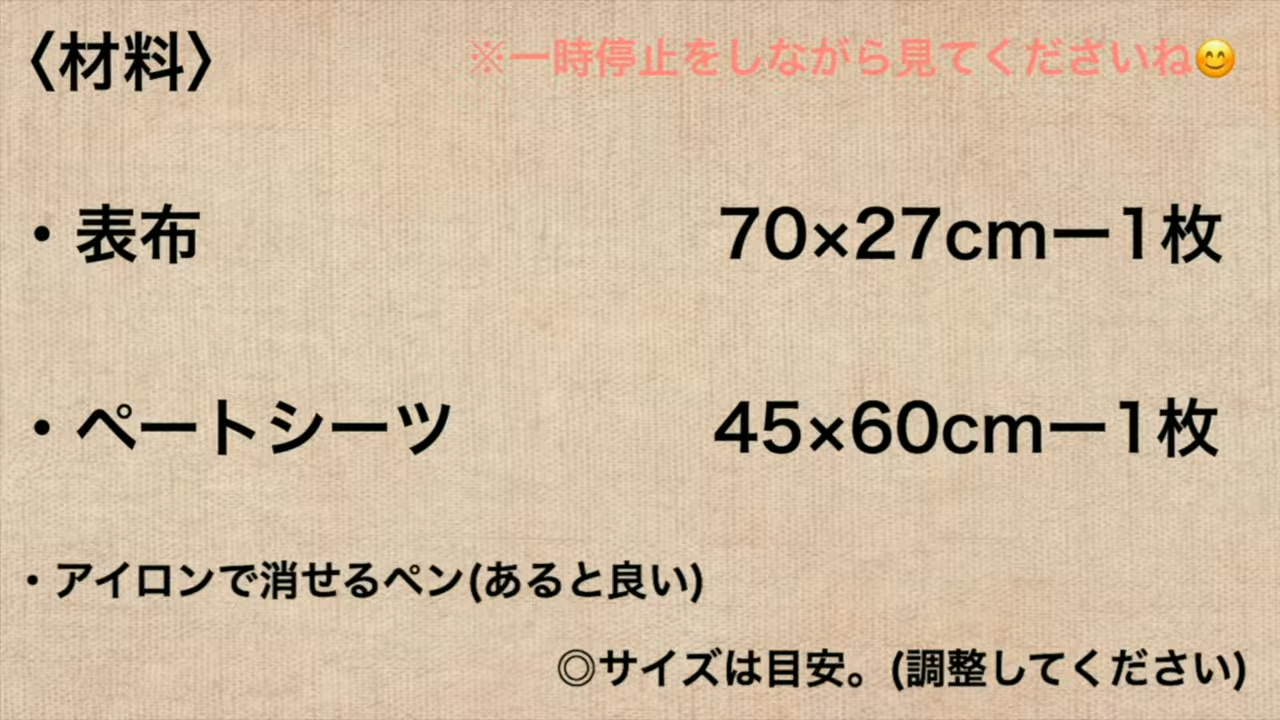 〈材料〉
※一時停止をしながら見てくださいね😊
・表布 70×27cmー1枚
・ペートシーツ 45×60cmー1枚
・アイロンで消せるペン(あると良い)
◎サイズは目安。(調整してください)